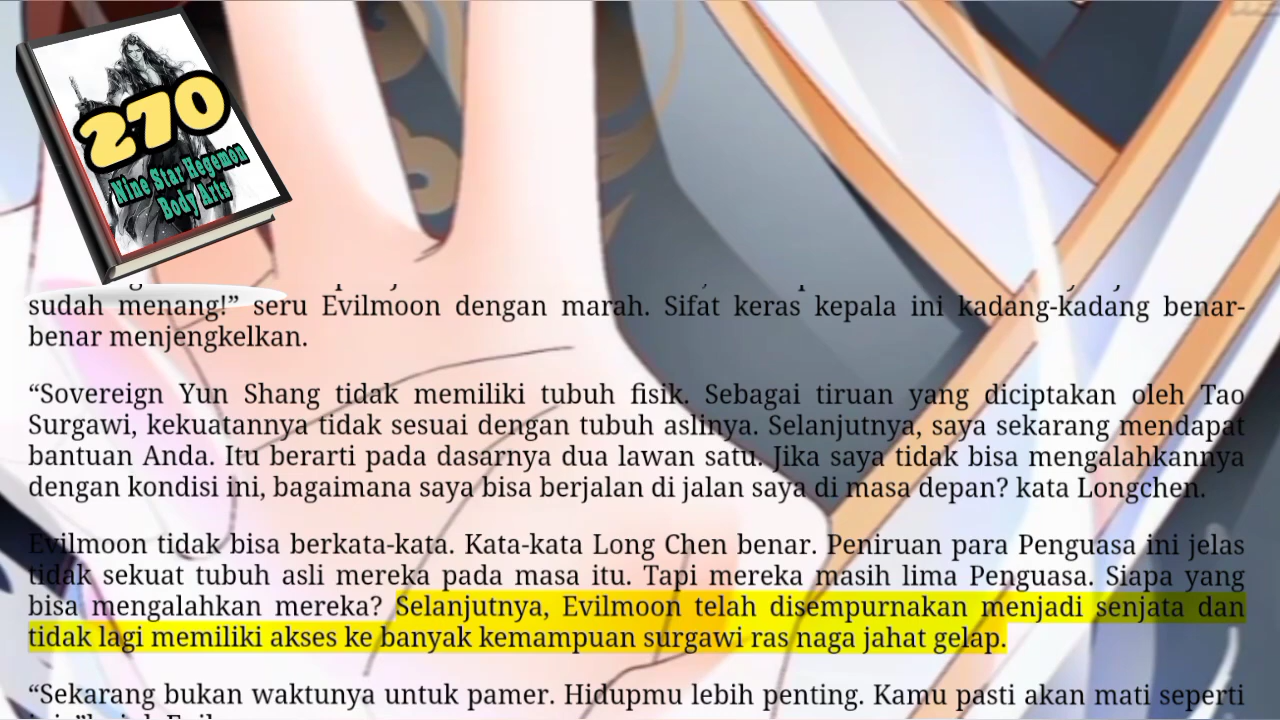 270
Nine Star Hegemon
Body Arts
sudah menang!” seru Evilmoon dengan marah. Sifat keras kepala ini kadang-kadang benar-
benar menjengkelkan.
“Sovereign Yun Shang tidak memiliki tubuh fisik. Sebagai tiruan yang diciptakan oleh Tao
Surgawi, kekuatannya tidak sesuai dengan tubuh aslinya. Selanjutnya, saya sekarang mendapat
bantuan Anda. Itu berarti pada dasarnya dua lawan satu. Jika saya tidak bisa mengalahkannya
dengan kondisi ini, bagaimana saya bisa berjalan di jalan saya di masa depan? kata Longchen.
Evilmoon tidak bisa berkata-kata. Kata-kata Long Chen benar. Peniruan para Penguasa ini jelas
tidak sekuat tubuh asli mereka pada masa itu. Tapi mereka masih lima Penguasa. Siapa yang
bisa mengalahkan mereka? Selanjutnya, Evilmoon telah disempurnakan menjadi senjata dan
tidak lagi memiliki akses ke banyak kemampuan surgawi ras naga jahat gelap.
“Sekarang bukan waktunya untuk pamer. Hidupmu lebih penting. Kamu pasti akan mati seperti